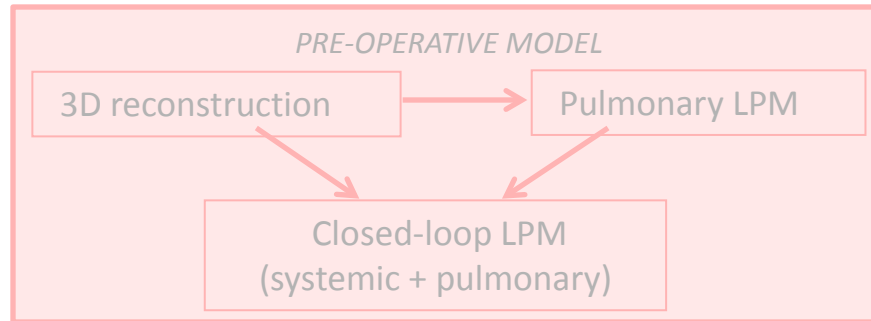 PRE-OPERATIVE MODEL
3D reconstruction
Pulmonary LPM
Closed-loop LPM
(systemic + pulmonary)